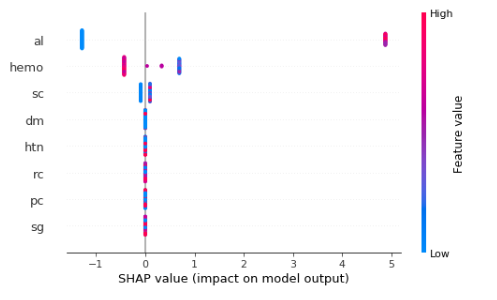 High
al
hemo
sc
dm
htn
rc
pc
sg
Feature value
Low
−1 0 1 2 3 4 5
SHAP value (impact on model output)